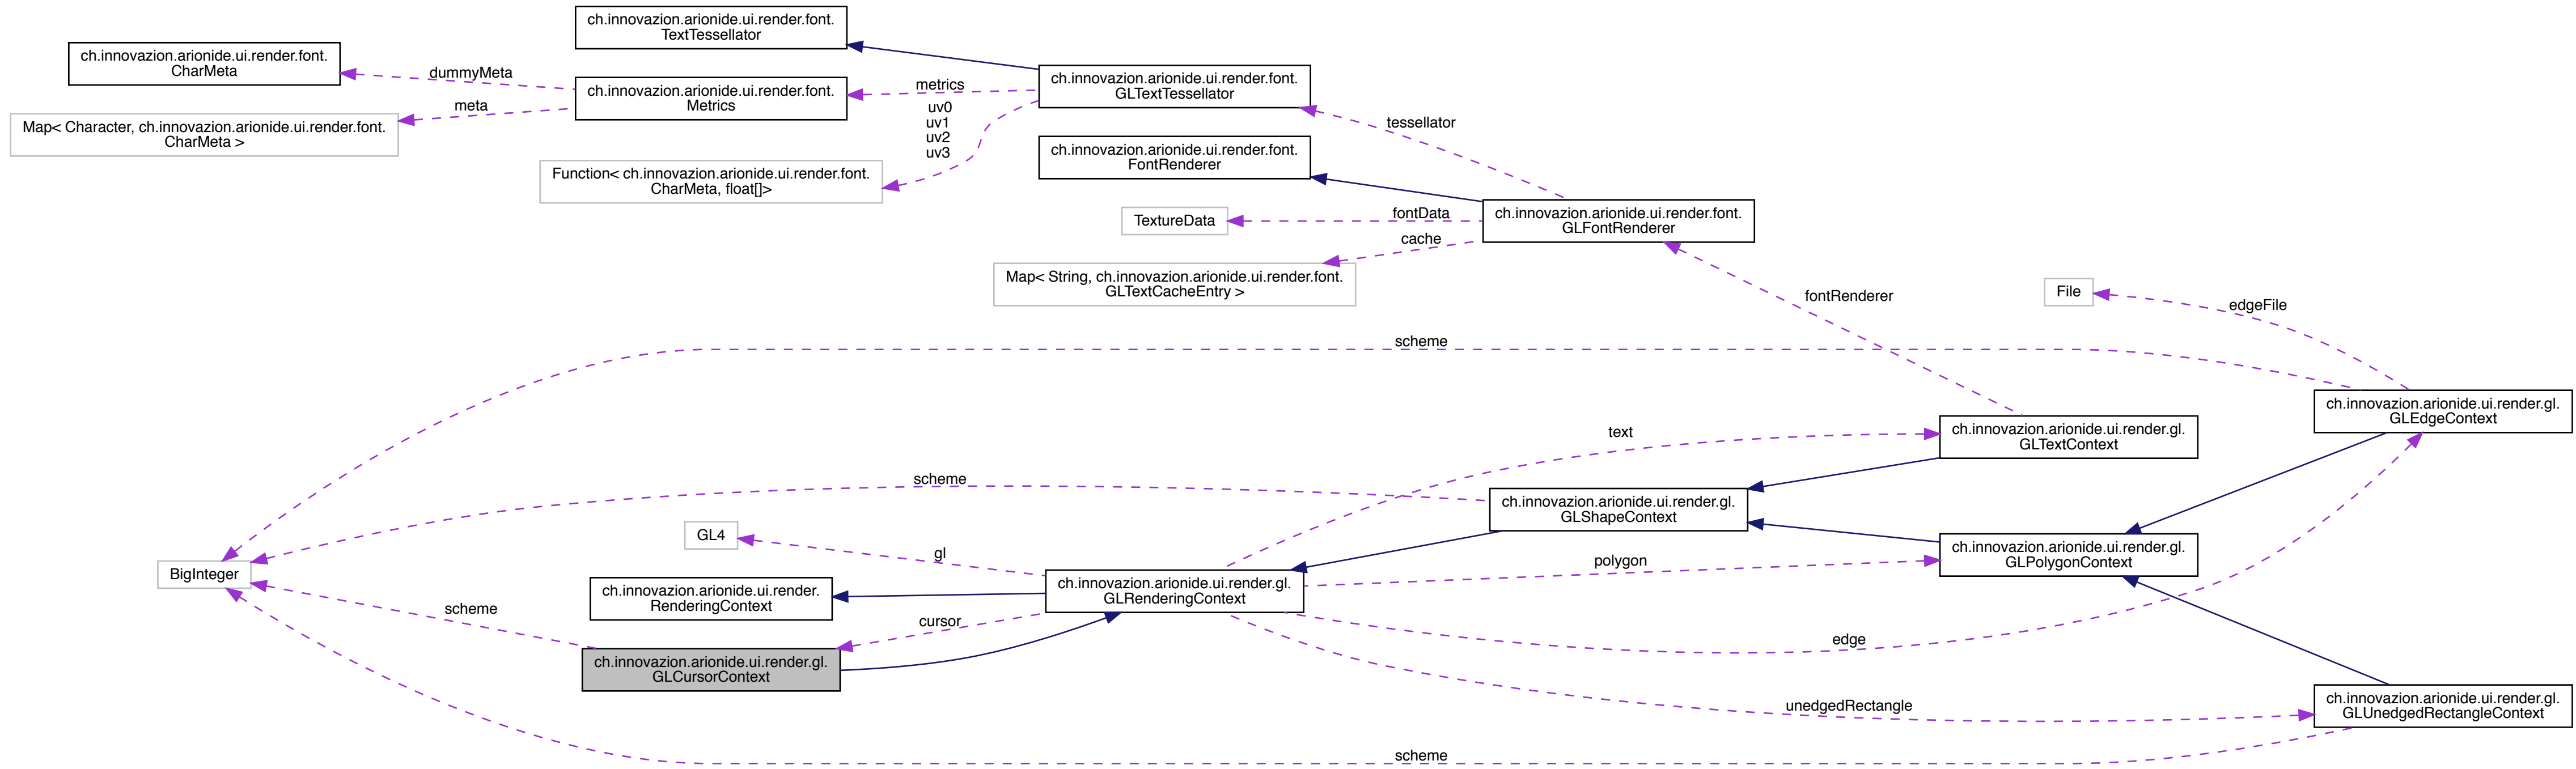 ch.innovazion.arionide.ui.render.font.
TextTessellator
ch.innovazion.arionide.ui.render.font.
CharMeta
dummyMeta
ch.innovazion.arionide.ui.render.font.
GLTextTessellator
metrics
ch.innovazion.arionide.ui.render.font.
Metrics
meta
uv0
uv1
uv2
uv3
Map< Character, ch.innovazion.arionide.ui.render.font.
CharMeta >
tessellator
ch.innovazion.arionide.ui.render.font.
FontRenderer
Function< ch.innovazion.arionide.ui.render.font.
CharMeta, float[]>
fontData
TextureData
ch.innovazion.arionide.ui.render.font.
GLFontRenderer
cache
Map< String, ch.innovazion.arionide.ui.render.font.
GLTextCacheEntry >
fontRenderer
File
edgeFile
scheme
ch.innovazion.arionide.ui.render.gl.
GLEdgeContext
text
ch.innovazion.arionide.ui.render.gl.
GLTextContext
scheme
ch.innovazion.arionide.ui.render.gl.
GLShapeContext
GL4
gl
ch.innovazion.arionide.ui.render.gl.
GLPolygonContext
polygon
BigInteger
ch.innovazion.arionide.ui.render.
RenderingContext
ch.innovazion.arionide.ui.render.gl.
GLRenderingContext
scheme
cursor
edge
ch.innovazion.arionide.ui.render.gl.
GLCursorContext
unedgedRectangle
ch.innovazion.arionide.ui.render.gl.
GLUnedgedRectangleContext
scheme